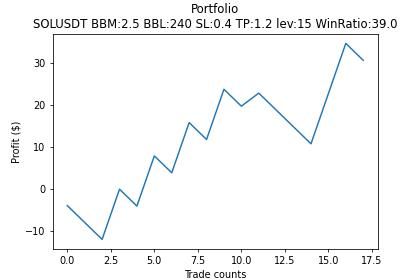 Portfolio
SOLUSDT BBM:2.5 BBL:240 SL:0.4 TP:1.2 lev:15 WinRatio:39.0
Profit ($)
30
20
10
0
−10
0.0 2.5 5.0 7.5 10.0 12.5 15.0 17.5
Trade counts